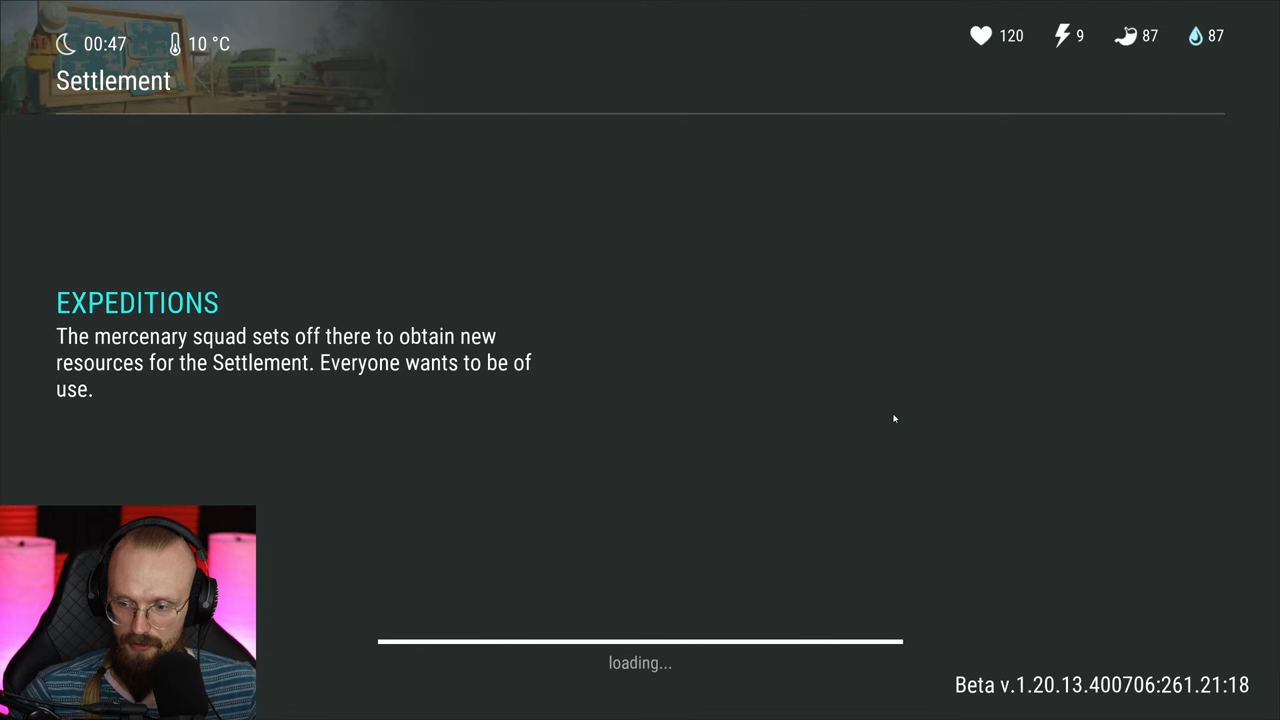 00:47 10 °C
120 9 87 87
Settlement
EXPEDITIONS
The mercenary squad sets off there to obtain new
resources for the Settlement. Everyone wants to be of
use.
loading...
Beta v.1.20.13.400706:261.21:18